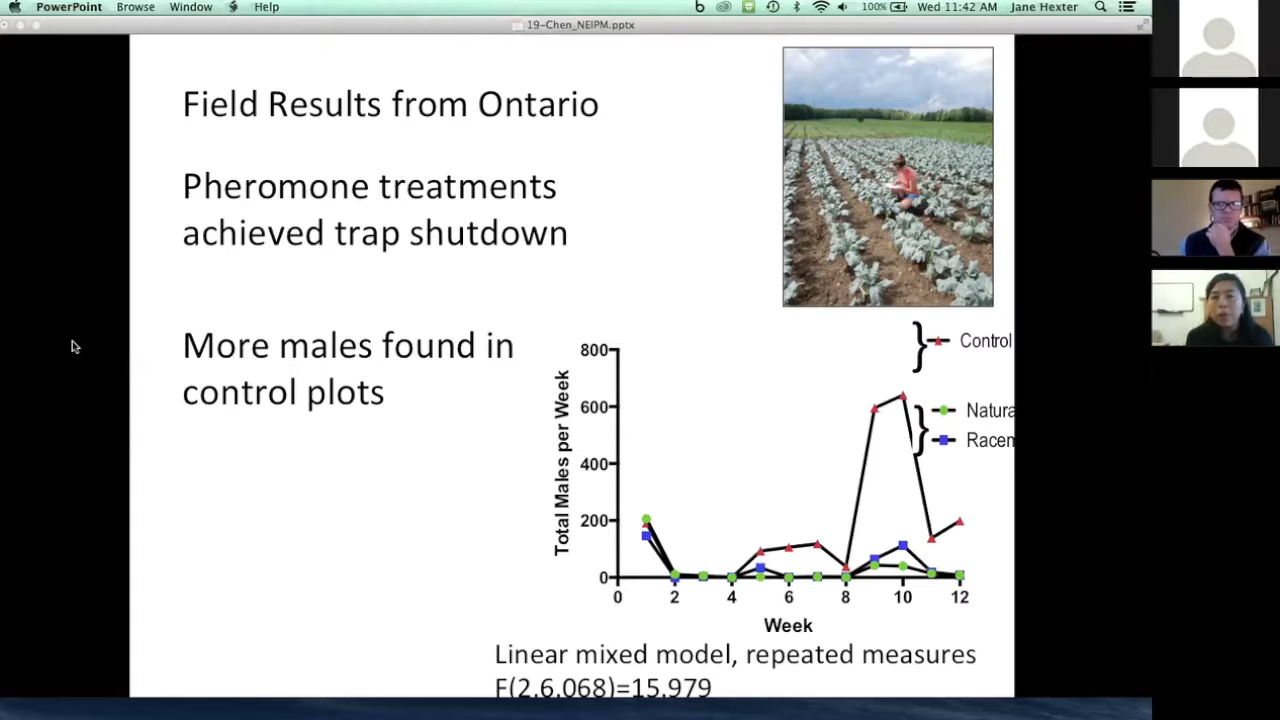 PowerPoint Browse Window Help 100% Wed 11:42 AM Jane Hexter
19-Chen_NEIPM.pptx
Field Results from Ontario
Pheromone treatments
achieved trap shutdown
More males found in
control plots
Control
Natura
Racem
Total Males per Week
800
600
400
200
0
0 2 4 6 8 10 12
Week
Linear mixed model, repeated measures
F(2,6.068)=15.979